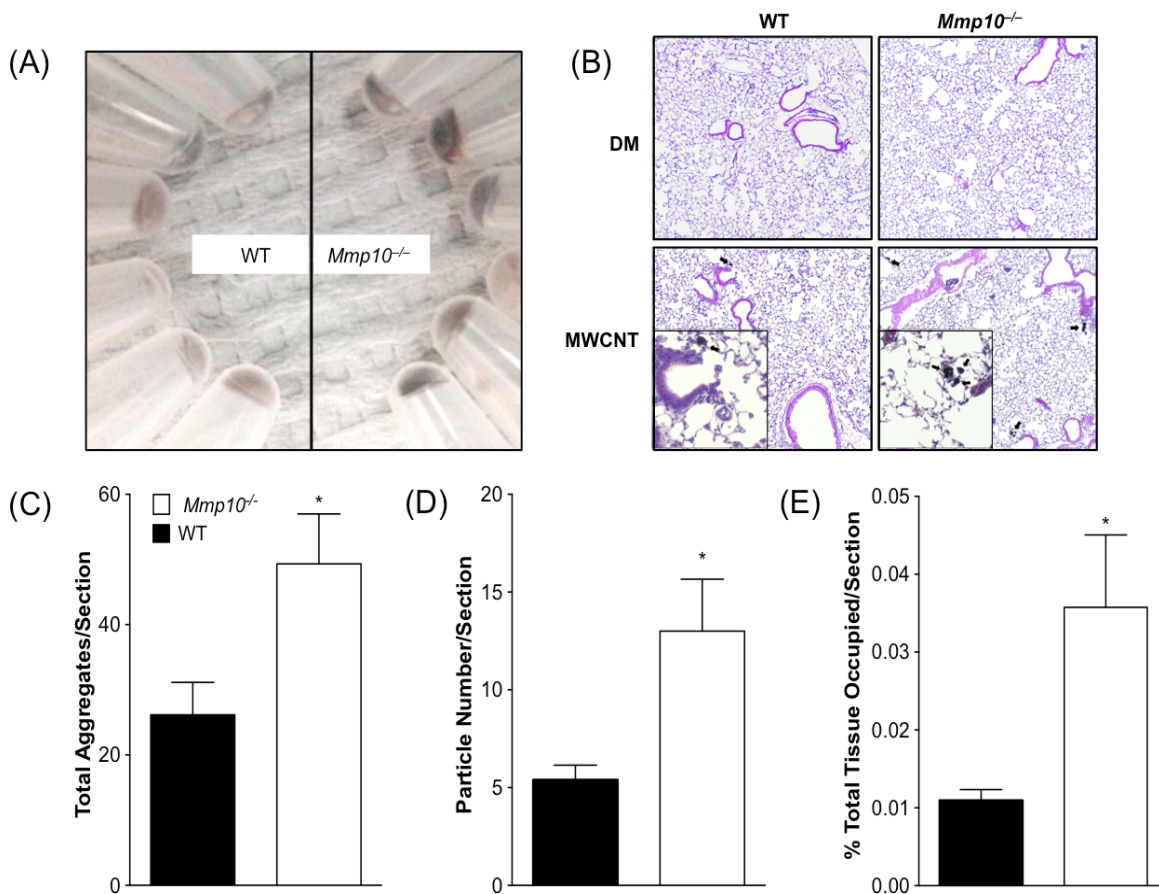 (A)
WT
Mmp10–/–
(B)
WT
Mmp10–/–
DM
MWCNT
(C)
Total Aggregates/Section
60
40
20
0
Mmp10-/-
WT
*
(D)
Particle Number/Section
20
15
10
5
0
*
(E)
% Total Tissue Occupied/Section
0.05
0.04
0.03
0.02
0.01
0.00
*